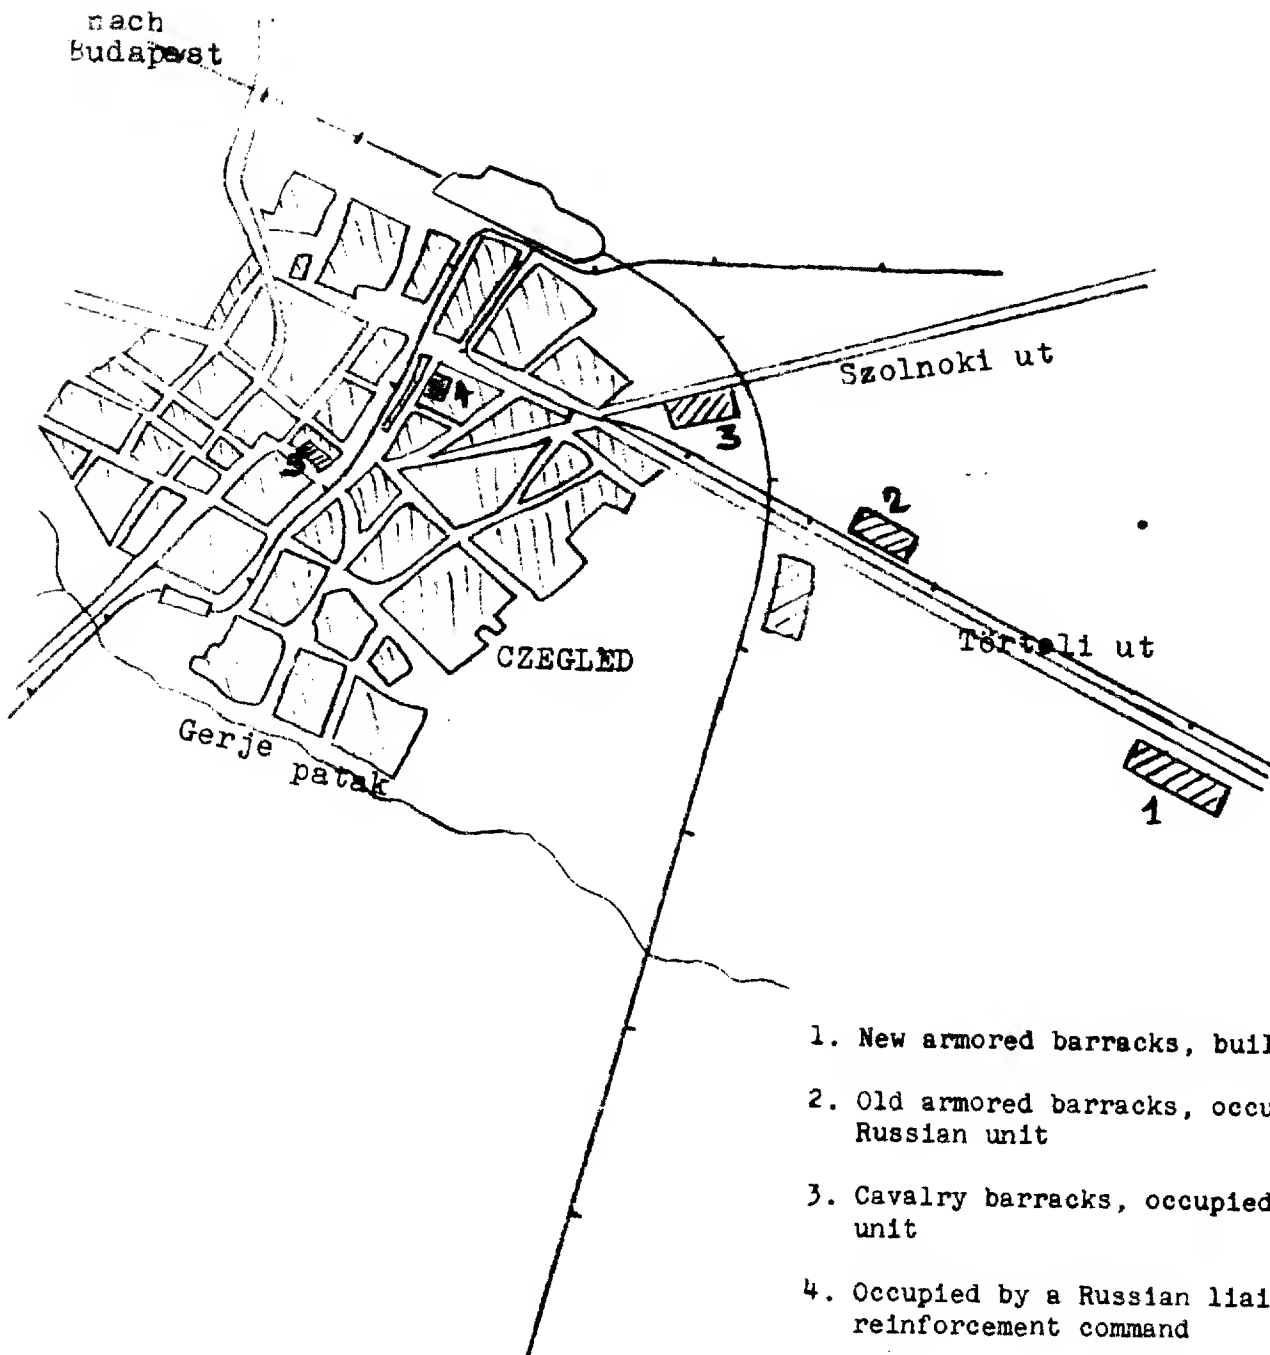 nach
Budapest
Szolnoki ut
4
3
5
2
CZEGLED
Törteli ut
Gerje
patak
1
1. New armored barracks, buil
2. Old armored barracks, occu
Russian unit
3. Cavalry barracks, occupied
unit
4. Occupied by a Russian liai
reinforcement command